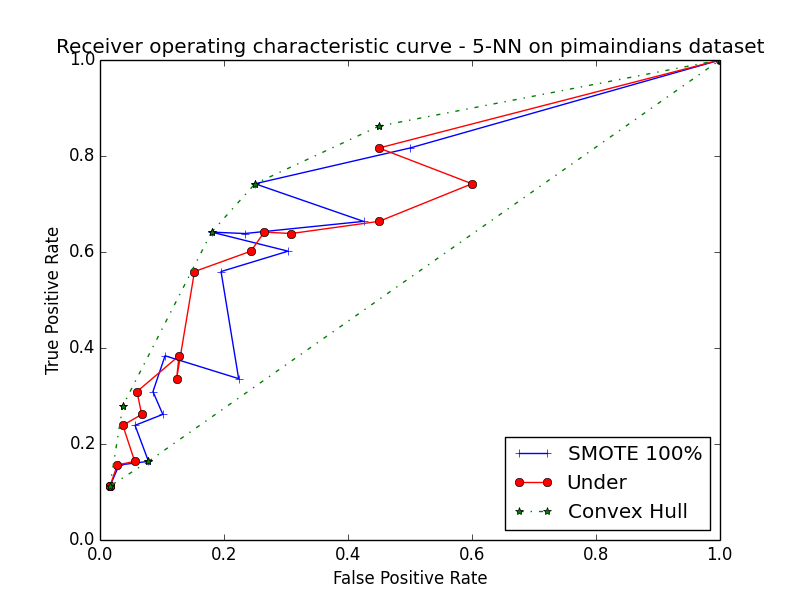 Receiver operating characteristic curve - 5-NN on pimaindians dataset
1.0
0.8
0.6
0.4
0.2
0.0
True Positive Rate
0.0 0.2 0.4 0.6 0.8 1.0
False Positive Rate
SMOTE 100%
Under
Convex Hull